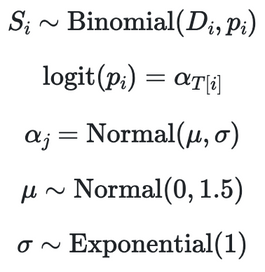 S_i ∼ Binomial(D_i, p_i)
logit(p_i) = α_{T[i]}
α_j = Normal(μ, σ)
μ ∼ Normal(0, 1.5)
σ ∼ Exponential(1)